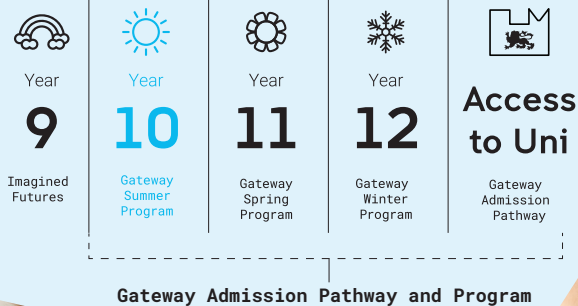 Year
9
Imagined
Futures
Year
10
Gateway
Summer
Program
Year
11
Gateway
Spring
Program
Year
12
Gateway
Winter
Program
Access
to Uni
Gateway
Admission
Pathway
Gateway Admission Pathway and Program